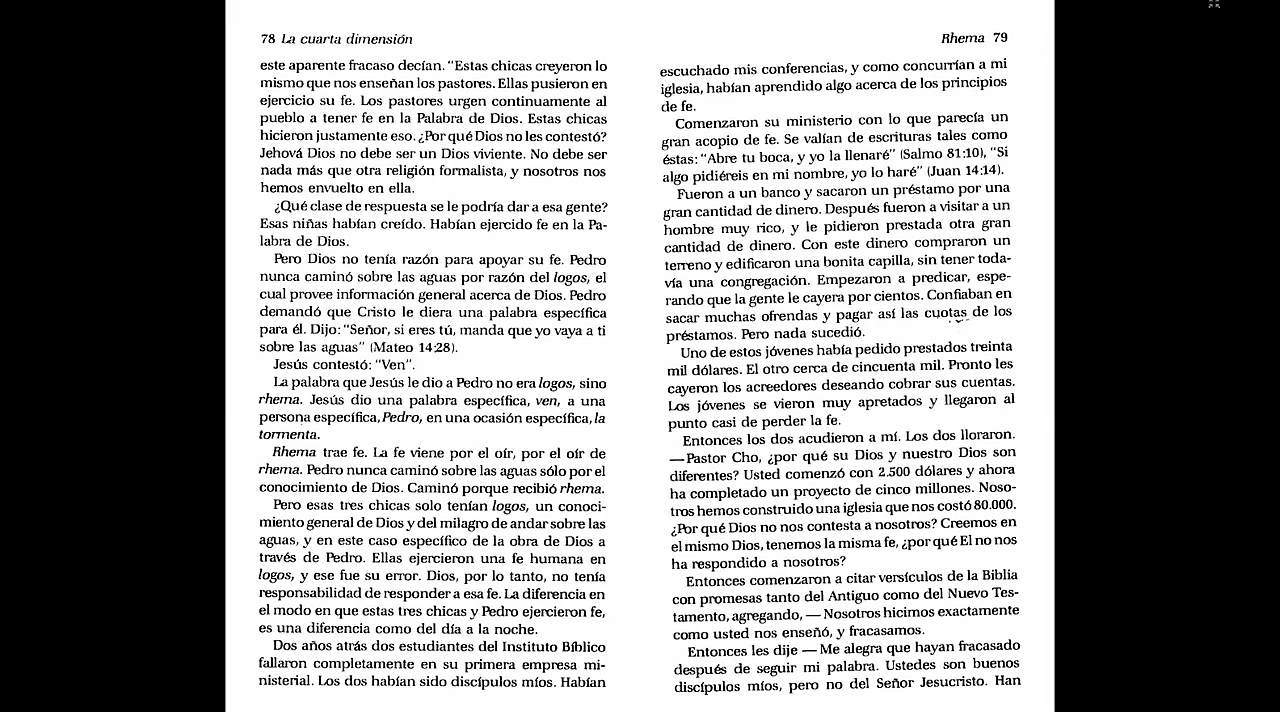 78 La cuarta dimensión
este aparente fracaso decían. "Estas chicas creyeron lo
mismo que nos enseñan los pastores. Ellas pusieron en
ejercicio su fe. Los pastores urgen continuamente al
pueblo a tener fe en la Palabra de Dios. Estas chicas
hicieron justamente eso. ¿Por qué Dios no les contestó?
Jehová Dios no debe ser un Dios viviente. No debe ser
nada más que otra religión formalista, y nosotros nos
hemos envuelto en ella.
¿Qué clase de respuesta se le podría dar a esa gente?
Esas niñas habían creído. Habían ejercido fe en la Pa-
labra de Dios.
Pero Dios no tenía razón para apoyar su fe. Pedro
nunca caminó sobre las aguas por razón del logos, el
cual provee información general acerca de Dios. Pedro
demandó que Cristo le diera una palabra específica
para él. Dijo: "Señor, si eres tú, manda que yo vaya a ti
sobre las aguas" (Mateo 14:28).
Jesús contestó: "Ven".
La palabra que Jesús le dio a Pedro no era logos, sino
rhema. Jesús dio una palabra específica, ven, a una
persona específica, Pedro, en una ocasión específica, la
tormenta.
Rhema trae fe. La fe viene por el oír, por el oír de
rhema. Pedro nunca caminó sobre las aguas sólo por el
conocimiento de Dios. Caminó porque recibió rhema.
Pero esas tres chicas solo tenían logos, un conoci-
miento general de Dios y del milagro de andar sobre las
aguas, y en este caso específico de la obra de Dios a
través de Pedro. Ellas ejercieron una fe humana en
logos, y ese fue su error. Dios, por lo tanto, no tenía
responsabilidad de responder a esa fe. La diferencia en
el modo en que estas tres chicas y Pedro ejercieron fe,
es una diferencia como del día a la noche.
Dos años atrás dos estudiantes del Instituto Bíblico
fallaron completamente en su primera empresa mi-
nisterial. Los dos habían sido discípulos míos. Habían
Rhema 79
escuchado mis conferencias, y como concurrían a mi
iglesia, habían aprendido algo acerca de los principios
de fe.
Comenzaron su ministerio con lo que parecía un
gran acopio de fe. Se valían de escrituras tales como
éstas: "Abre tu boca, y yo la llenaré" (Salmo 81:10), "Si
algo pidiéreis en mi nombre, yo lo haré" (Juan 14:14).
Fueron a un banco y sacaron un préstamo por una
gran cantidad de dinero. Después fueron a visitar a un
hombre muy rico, y le pidieron prestada otra gran
cantidad de dinero. Con este dinero compraron un
terreno y edificaron una bonita capilla, sin tener toda-
vía una congregación. Empezaron a predicar, espe-
rando que la gente le cayera por cientos. Confiaban en
sacar muchas ofrendas y pagar así las cuotas de los
préstamos. Pero nada sucedió.
Uno de estos jóvenes había pedido prestados treinta
mil dólares. El otro cerca de cincuenta mil. Pronto les
cayeron los acreedores deseando cobrar sus cuentas.
Los jóvenes se vieron muy apretados y llegaron al
punto casi de perder la fe.
Entonces los dos acudieron a mí. Los dos lloraron.
—Pastor Cho, ¿por qué su Dios y nuestro Dios son
diferentes? Usted comenzó con 2.500 dólares y ahora
ha completado un proyecto de cinco millones. Noso-
tros hemos construido una iglesia que nos costó 80.000.
¿Por qué Dios no nos contesta a nosotros? Creemos en
el mismo Dios, tenemos la misma fe, ¿por qué El no nos
ha respondido a nosotros?
Entonces comenzaron a citar versículos de la Biblia
con promesas tanto del Antiguo como del Nuevo Tes-
tamento, agregando, — Nosotros hicimos exactamente
como usted nos enseñó, y fracasamos.
Entonces les dije — Me alegra que hayan fracasado
después de seguir mi palabra. Ustedes son buenos
discípulos míos, pero no del Señor Jesucristo. Han